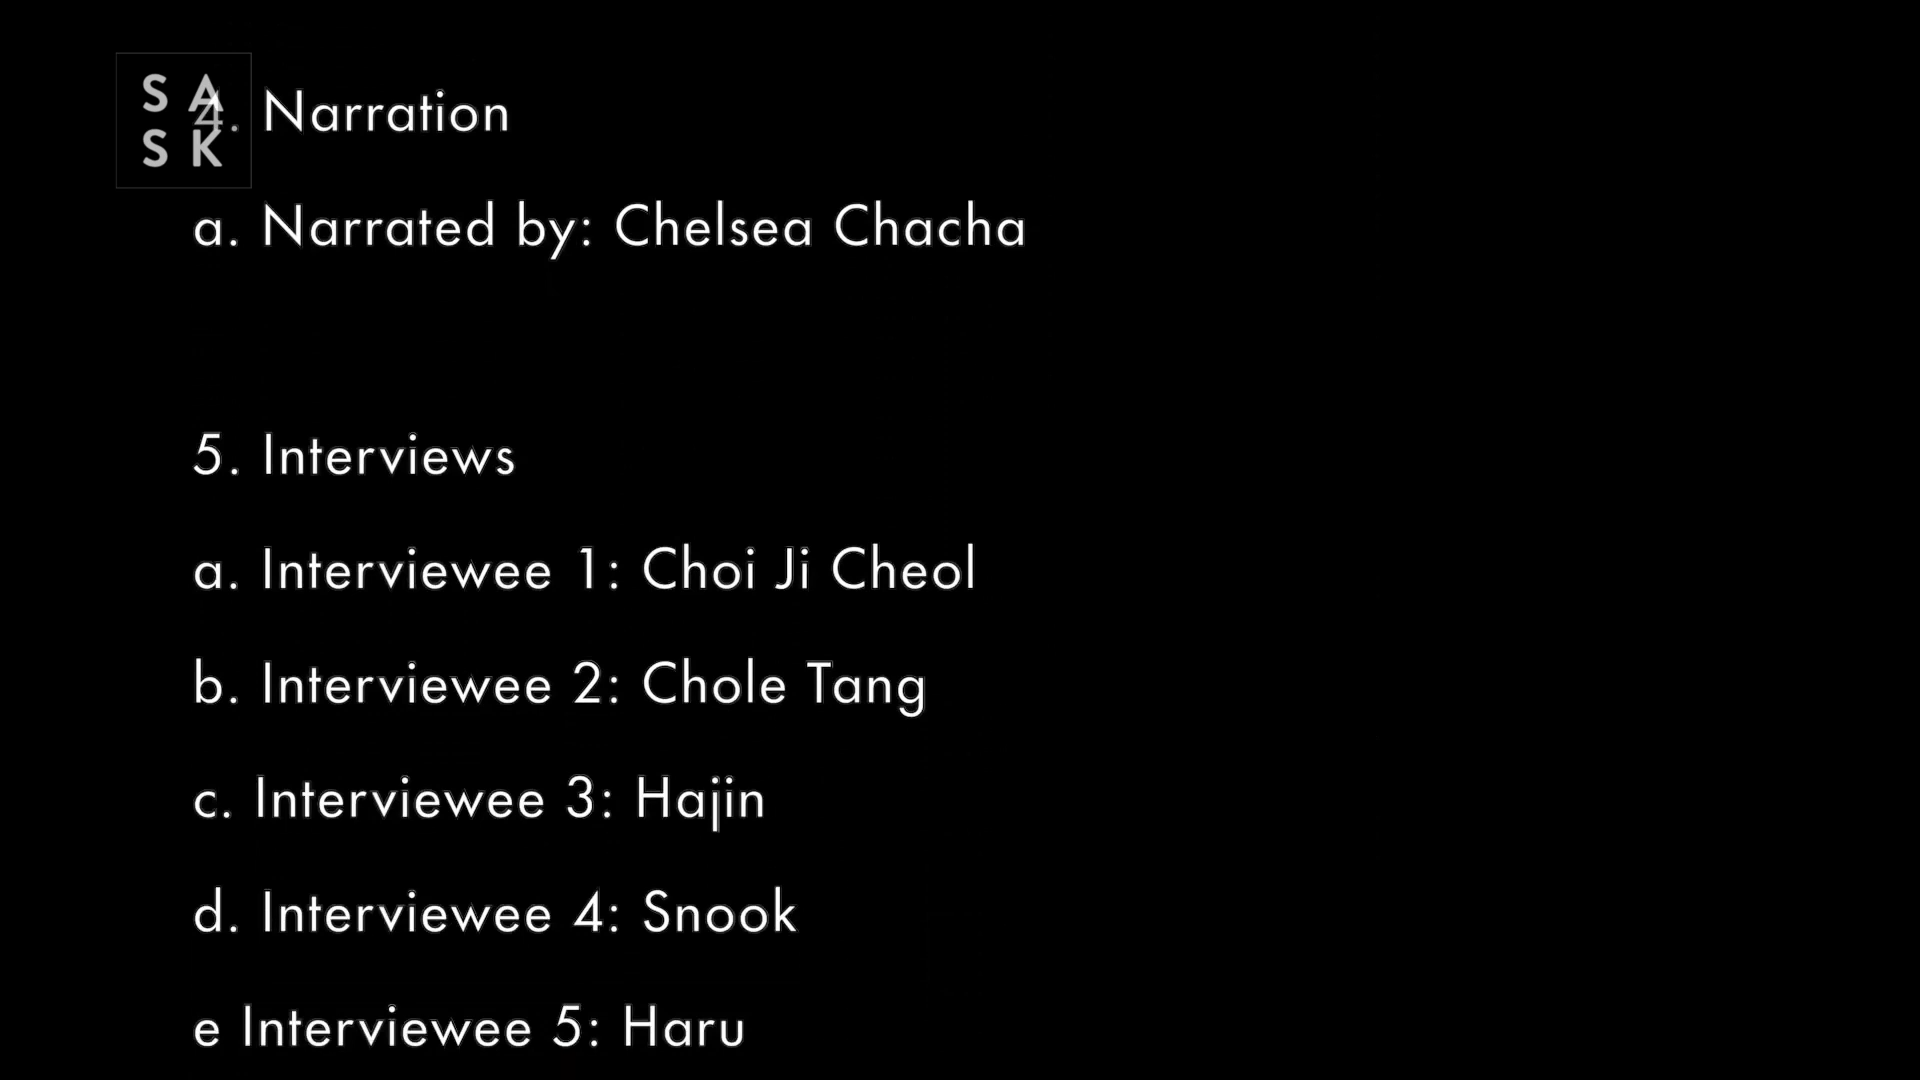 S A
S K
4. Narration
a. Narrated by: Chelsea Chacha
5. Interviews
a. Interviewee 1: Choi Ji Cheol
b. Interviewee 2: Chole Tang
c. Interviewee 3: Hajin
d. Interviewee 4: Snook
e Interviewee 5: Haru